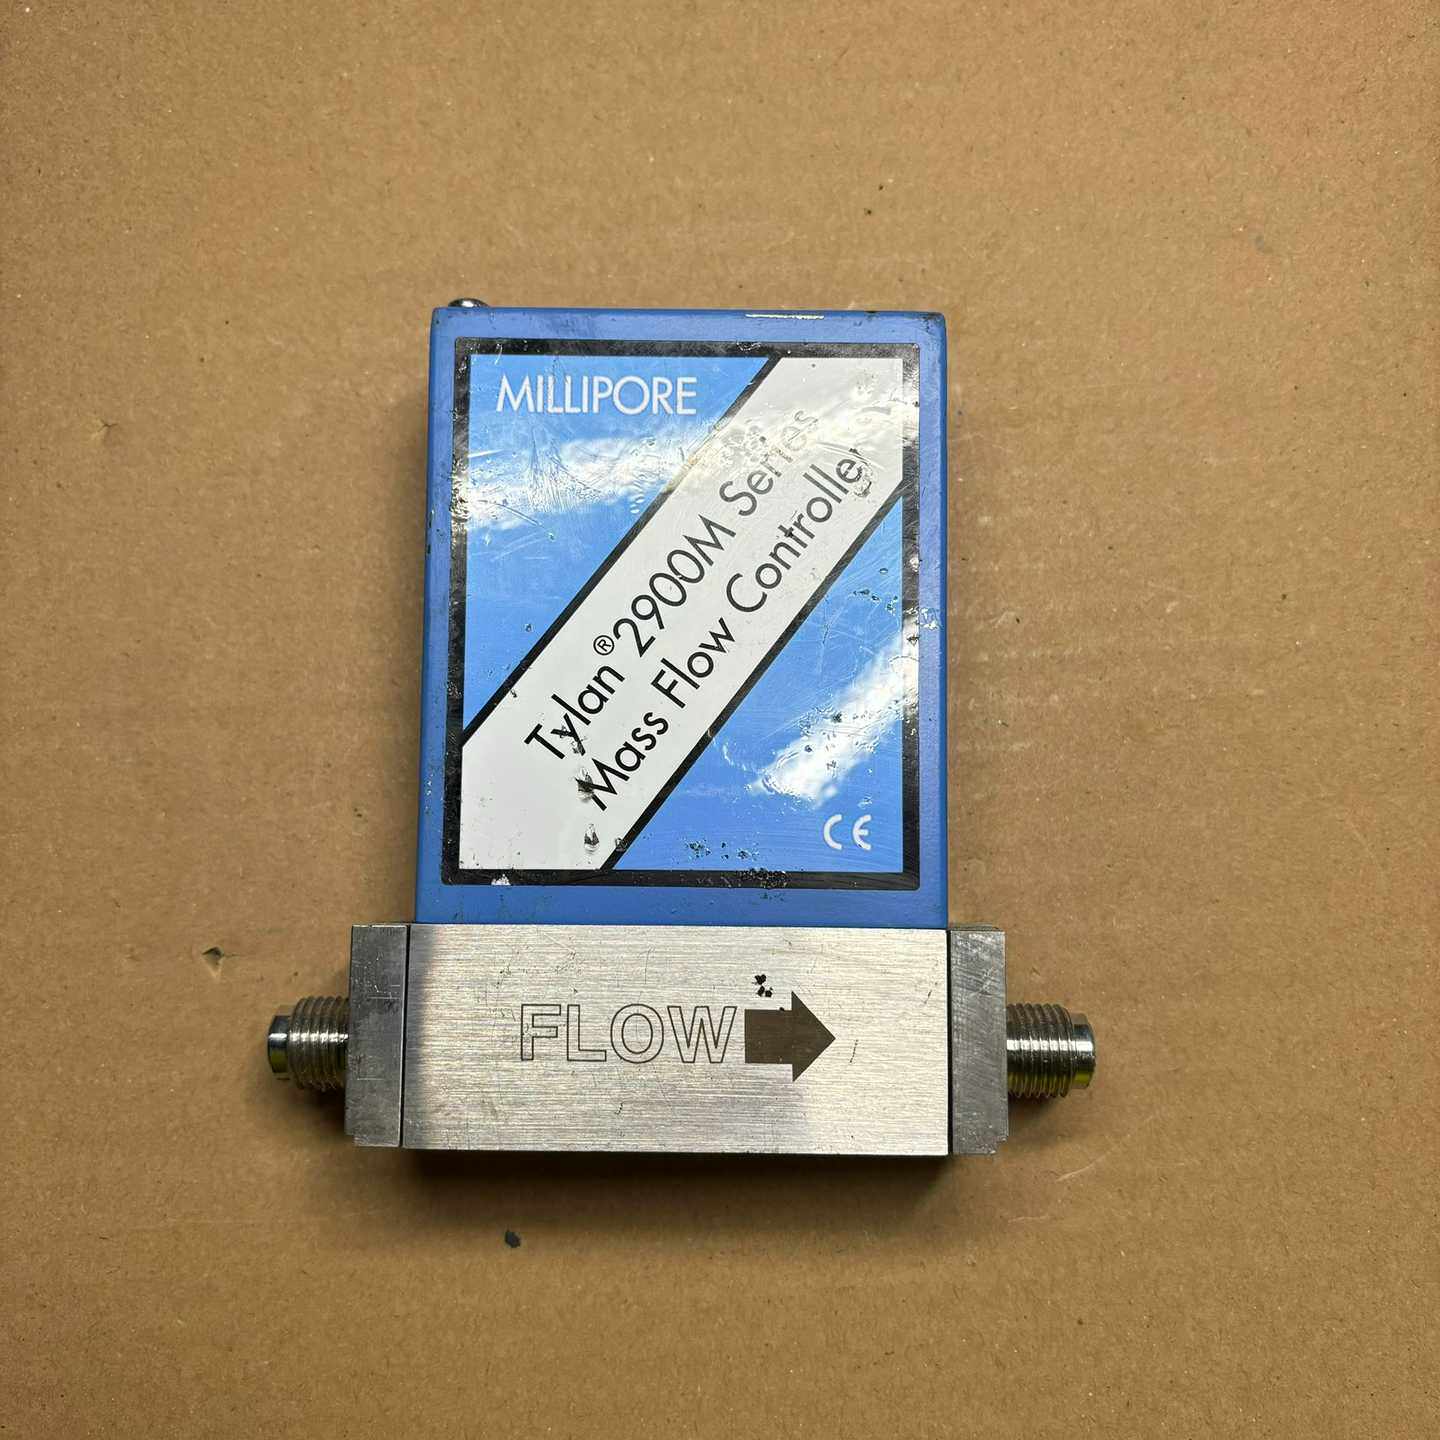 MILLIPORE
Tylan® 2900M Series
Mass Flow Controller
CE
FLOW